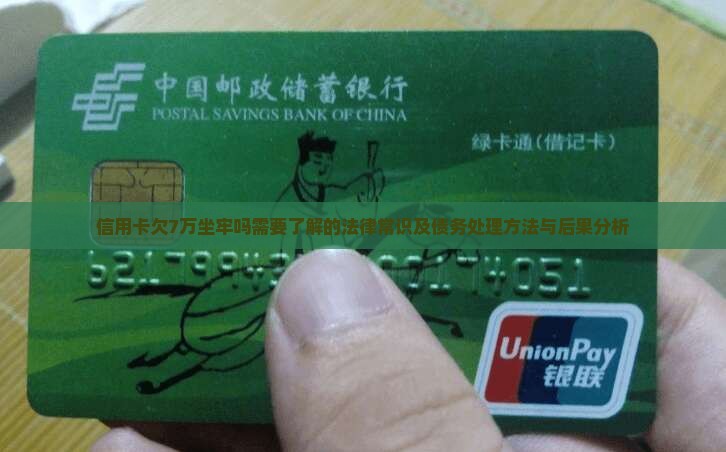 中国邮政储蓄银行
POSTAL SAVINGS BANK OF CHINA
绿卡通(借记卡)
信用卡欠7万坐牢吗需要了解的法律常识及债务处理方法与后果分析
UnionPay
银联